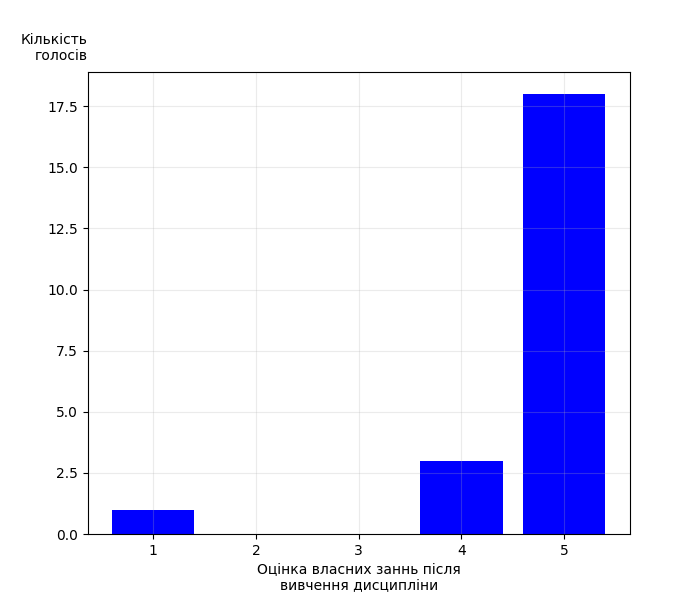 Кількість
голосів
17.5
15.0
12.5
10.0
7.5
5.0
2.5
0.0
1 2 3 4 5
Оцінка власних заннь після
вивчення дисципліни